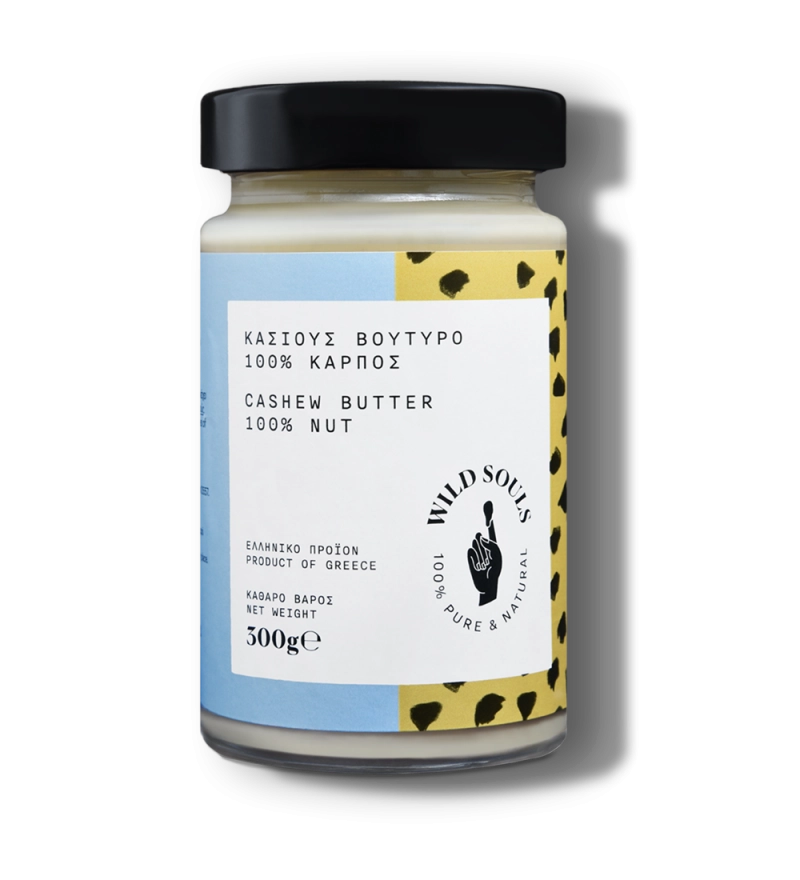 ΚΑΣΙΟΥΣ ΒΟΥΤΥΡΟ
100% ΚΑΡΠΟΣ
CASHEW BUTTER
100% NUT
WILD SOULS
100% PURE & NATURAL
ΕΛΛΗΝΙΚΟ ΠΡΟΪΟΝ
PRODUCT OF GREECE
ΚΑΘΑΡΟ ΒΑΡΟΣ
NET WEIGHT
300g℮